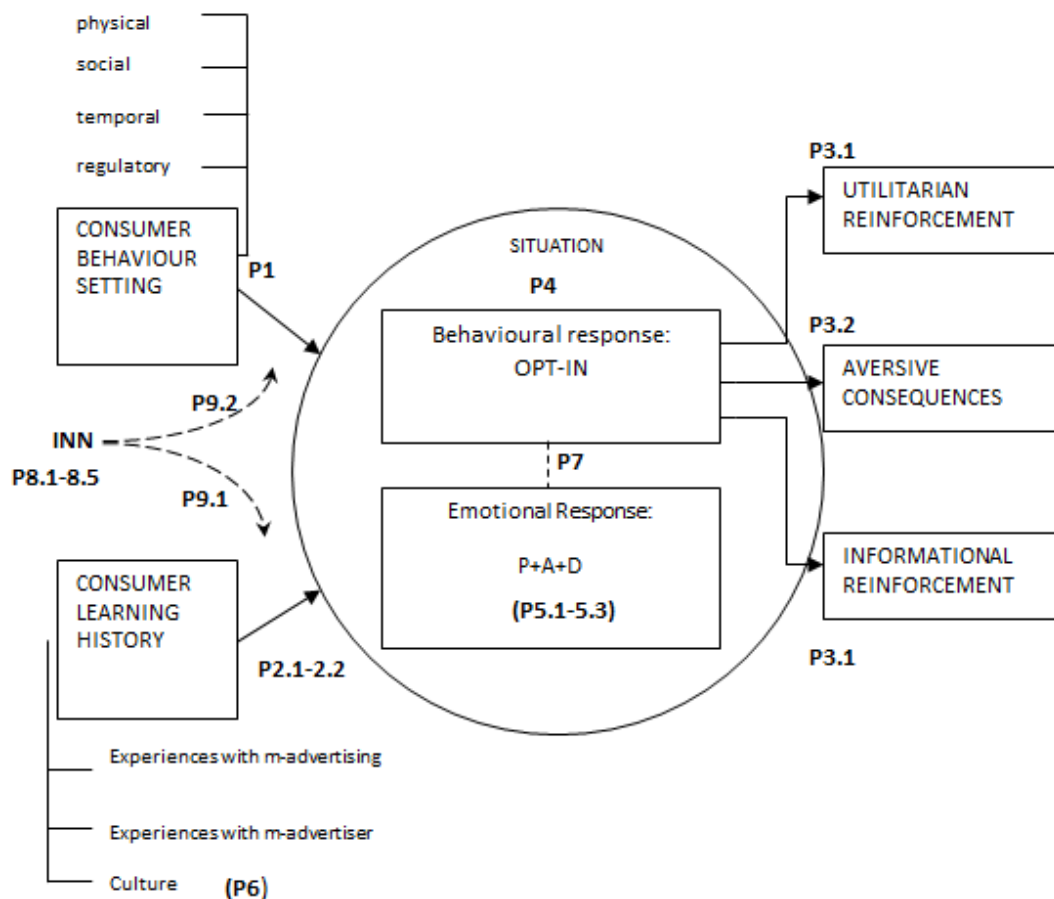 physical
social
temporal
regulatory
CONSUMER
BEHAVIOUR
SETTING
P1
P9.2
INN
P8.1-8.5
P9.1
CONSUMER
LEARNING
HISTORY
P2.1-2.2
Experiences with m-advertising
Experiences with m-advertiser
Culture (P6)
SITUATION
P4
Behavioural response:
OPT-IN
P7
Emotional Response:
P+A+D
(P5.1-5.3)
P3.1
UTILITARIAN
REINFORCEMENT
P3.2
AVERSIVE
CONSEQUENCES
INFORMATIONAL
REINFORCEMENT
P3.1